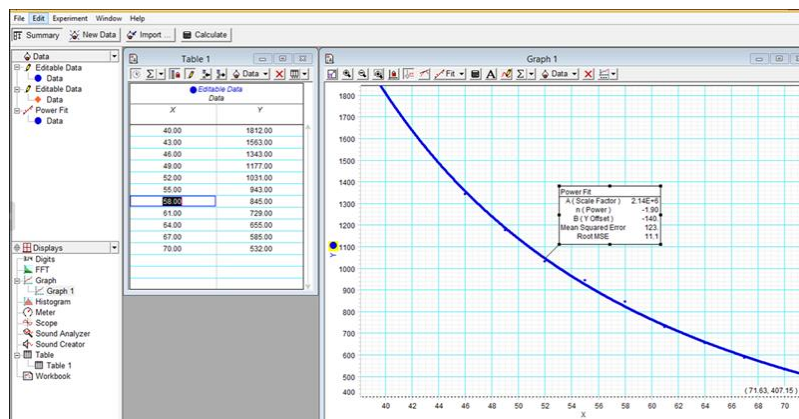 File Edit Experiment Window Help
Summary New Data Import ... Calculate
Data
Editable Data
Data
Editable Data
Data
Power Fit
Data
Displays
Digits
FFT
Graph
Graph 1
Histogram
Meter
Scope
Sound Analyzer
Sound Creator
Table
Table 1
Workbook
Table 1
Σ Data
Editable Data
Data
X Y
40.00 1812.00
43.00 1563.00
46.00 1343.00
49.00 1177.00
52.00 1031.00
55.00 943.00
58.00 845.00
61.00 729.00
64.00 655.00
67.00 585.00
70.00 532.00
Graph 1
Fit A Σ Data
1800
1700
1600
1500
1400
1300
1200
1100
1000
900
800
700
600
500
400
Y
Power Fit
A ( Scale Factor ) 2.14E+6
n ( Power ) -1.90
B ( Y Offset ) -140.
Mean Squared Error 123.
Root MSE 11.1
( 71.63, 407.15 )
40 42 44 46 48 50 52 54 56 58 60 62 64 66 68 70
X